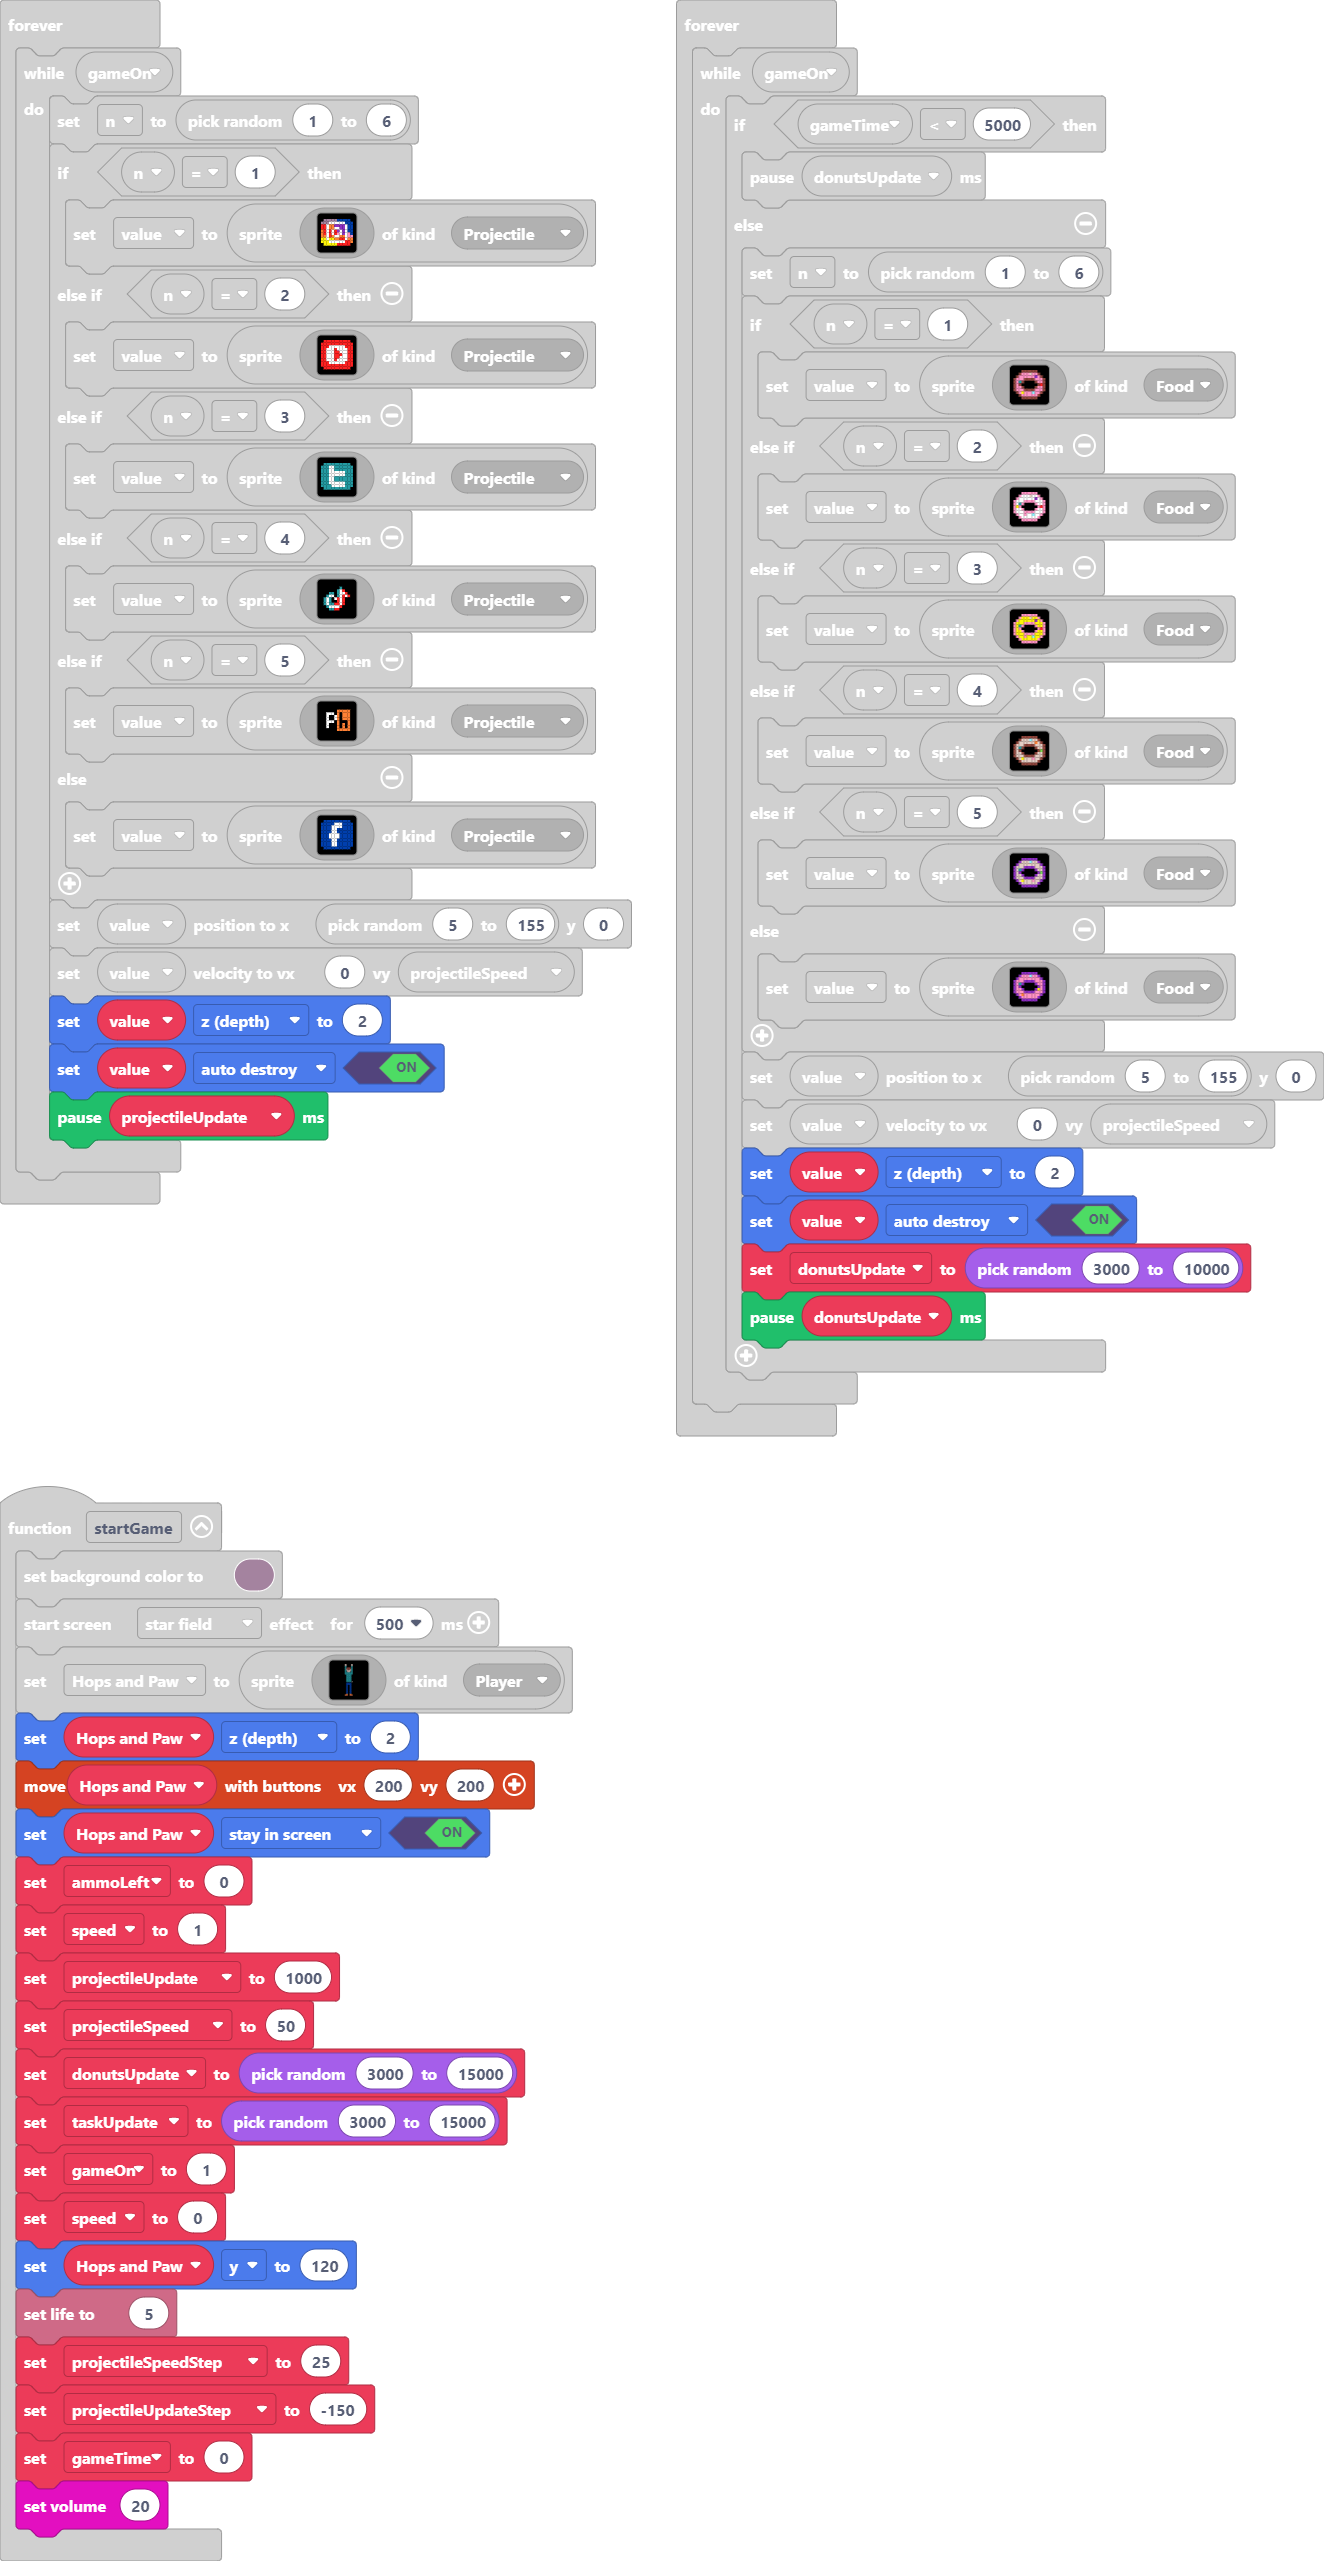 forever
while gameOn
do set n to pick random 1 to 6
if n = 1 then
set value to sprite of kind Projectile
else if n = 2 then
set value to sprite of kind Projectile
else if n = 3 then
set value to sprite t of kind Projectile
else if n = 4 then
set value to sprite of kind Projectile
else if n = 5 then
set value to sprite PH of kind Projectile
else
set value to sprite f of kind Projectile
set value position to x pick random 5 to 155 y 0
set value velocity to vx 0 vy projectileSpeed
set value z (depth) to 2
set value auto destroy ON
pause projectileUpdate ms
forever
while gameOn
do if gameTime < 5000 then
pause donutsUpdate ms
else
set n to pick random 1 to 6
if n = 1 then
set value to sprite of kind Food
else if n = 2 then
set value to sprite of kind Food
else if n = 3 then
set value to sprite of kind Food
else if n = 4 then
set value to sprite of kind Food
else if n = 5 then
set value to sprite of kind Food
else
set value to sprite of kind Food
set value position to x pick random 5 to 155 y 0
set value velocity to vx 0 vy projectileSpeed
set value z (depth) to 2
set value auto destroy ON
set donutsUpdate to pick random 3000 to 10000
pause donutsUpdate ms
function startGame
set background color to
start screen star field effect for 500 ms
set Hops and Paw to sprite of kind Player
set Hops and Paw z (depth) to 2
move Hops and Paw with buttons vx 200 vy 200
set Hops and Paw stay in screen ON
set ammoLeft to 0
set speed to 1
set projectileUpdate to 1000
set projectileSpeed to 50
set donutsUpdate to pick random 3000 to 15000
set taskUpdate to pick random 3000 to 15000
set gameOn to 1
set speed to 0
set Hops and Paw y to 120
set life to 5
set projectileSpeedStep to 25
set projectileUpdateStep to -150
set gameTime to 0
set volume 20